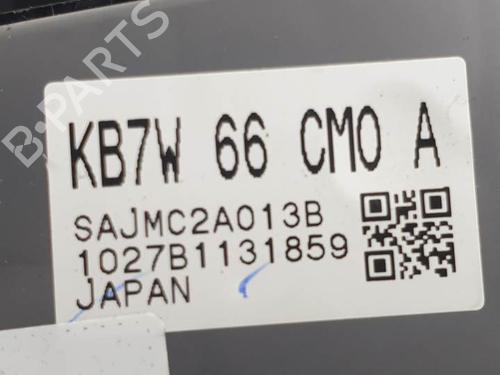 B-PARTS
KB7W 66 CM0 A
SAJMC2A013B
1027B1131859
JAPAN